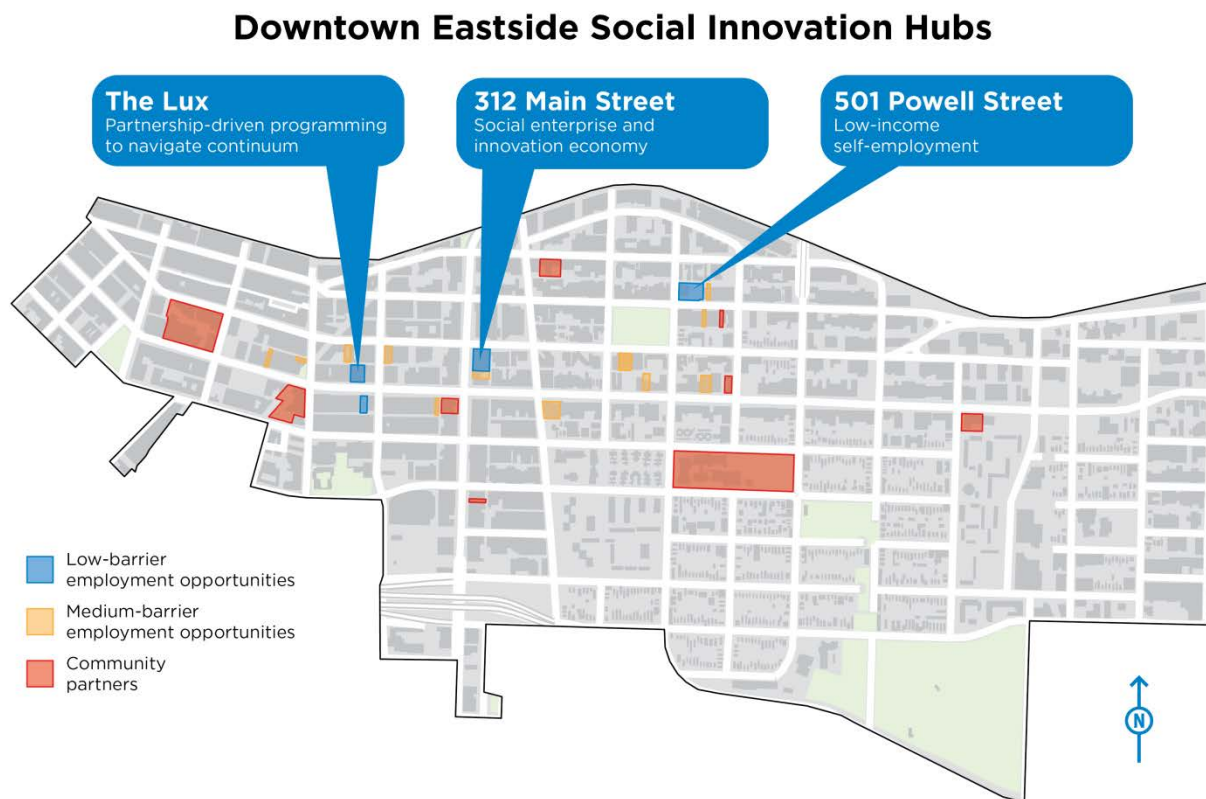 Downtown Eastside Social Innovation Hubs
The Lux
Partnership-driven programming
to navigate continuum
312 Main Street
Social enterprise and
innovation economy
501 Powell Street
Low-income
self-employment
Low-barrier
employment opportunities
Medium-barrier
employment opportunities
Community
partners
N